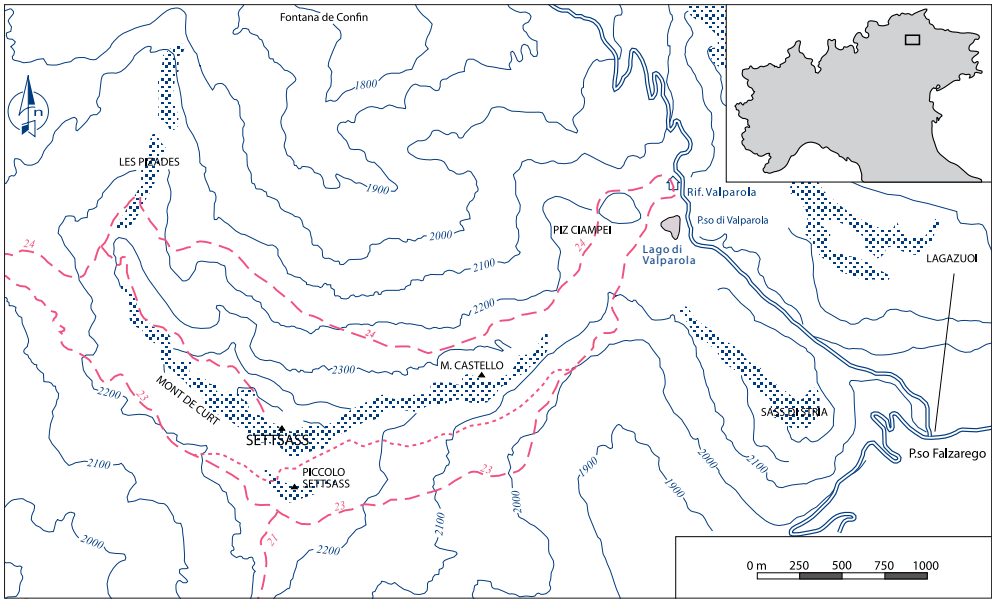 Fontana de Confin
1800
n
LES PIZADES
1900
Rif. Valparola
P.so di Valparola
PIZ CIAMPEI
2000
24
24
Lago di
Valparola
LAGAZUOI
2100
2200
24
2300
M. CASTELLO
MONT DE CURT
2200
23
SASS DI STRIA
SETTSASS
P.so Falzarego
2100
1900
2000
2100
PICCOLO
SETTSASS
23
1900
2000
23
2100
2000
21
2200
0 m 250 500 750 1000